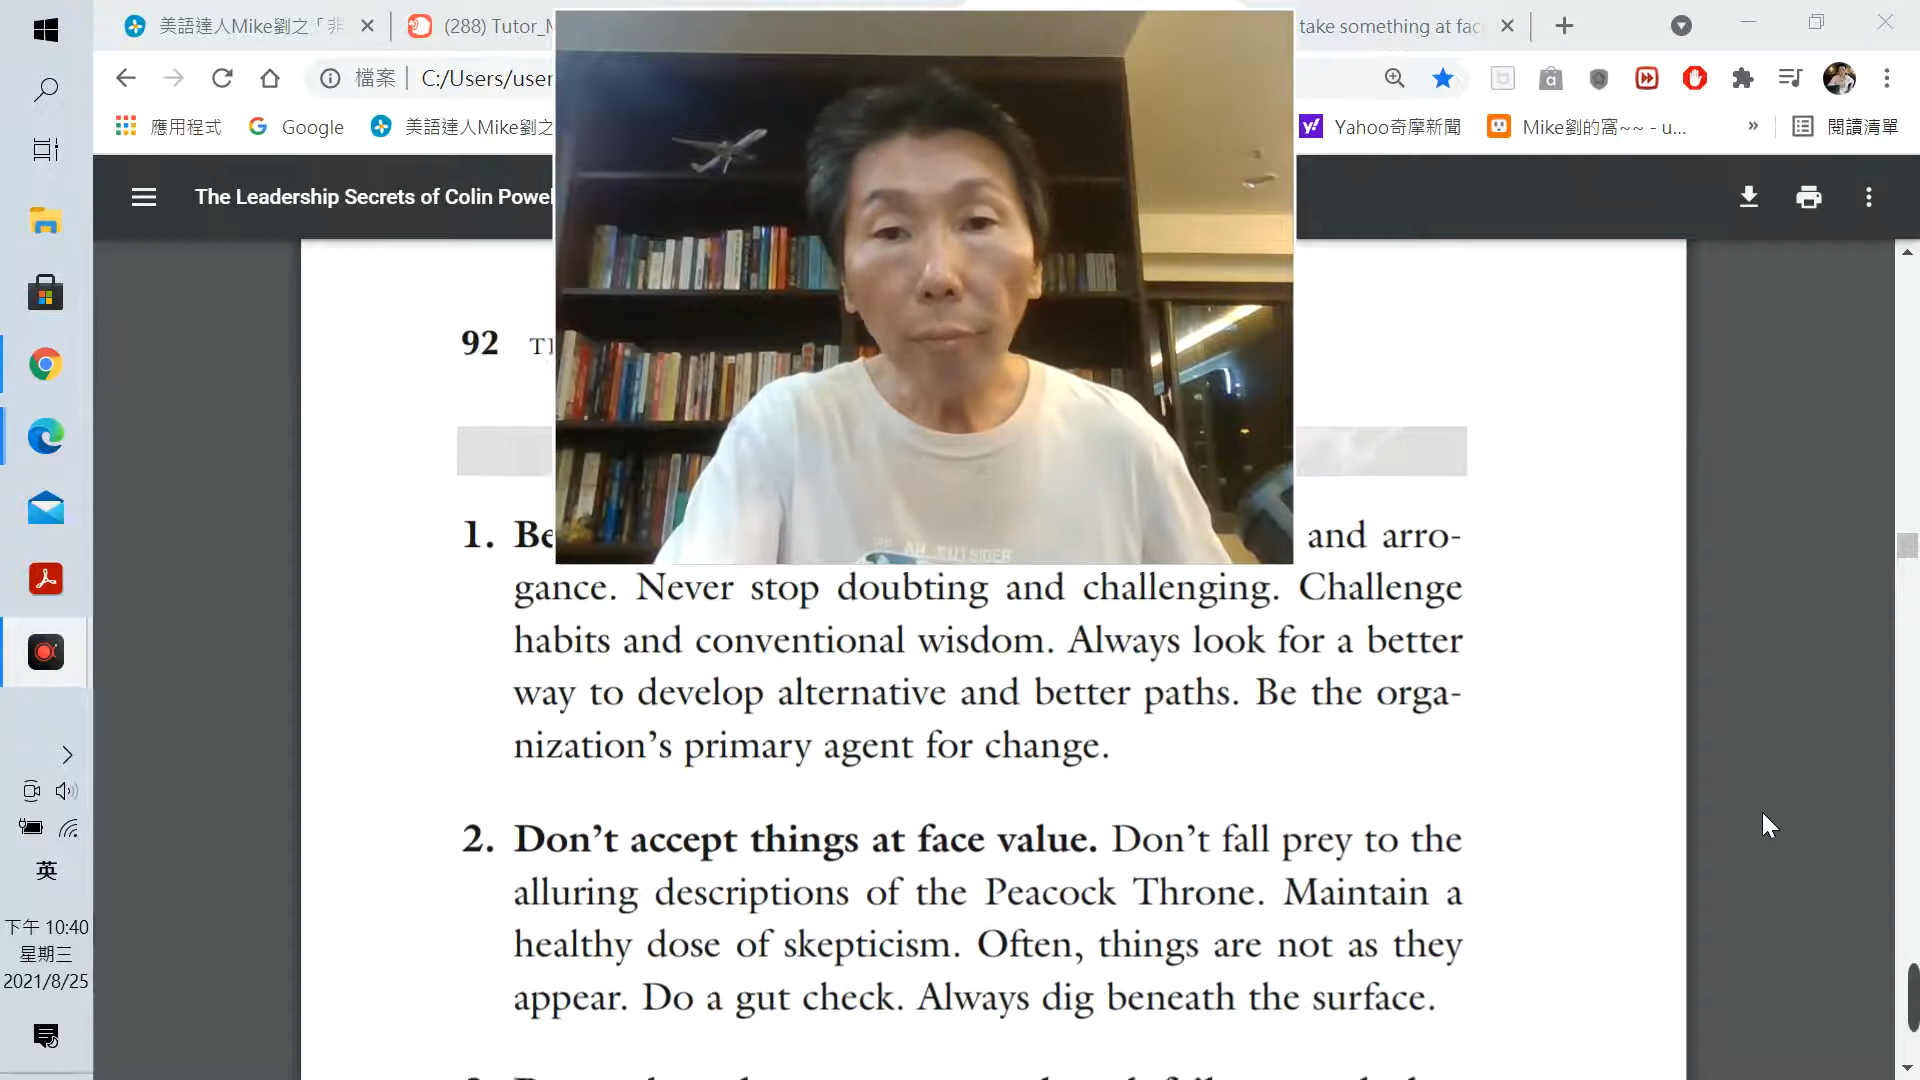 美語達人Mike劉之「非
(288) Tutor_M
take something at fac
檔案
C:/Users/user
應用程式
Google
美語達人Mike劉之
Yahoo奇摩新聞
Mike劉的窩~~ - u...
»
閱讀清單
The Leadership Secrets of Colin Powel
92
1. Be
and arro-
gance. Never stop doubting and challenging. Challenge
habits and conventional wisdom. Always look for a better
way to develop alternative and better paths. Be the orga-
nization's primary agent for change.
2. Don't accept things at face value. Don't fall prey to the
alluring descriptions of the Peacock Throne. Maintain a
healthy dose of skepticism. Often, things are not as they
appear. Do a gut check. Always dig beneath the surface.
英
下午 10:40
星期三
2021/8/25